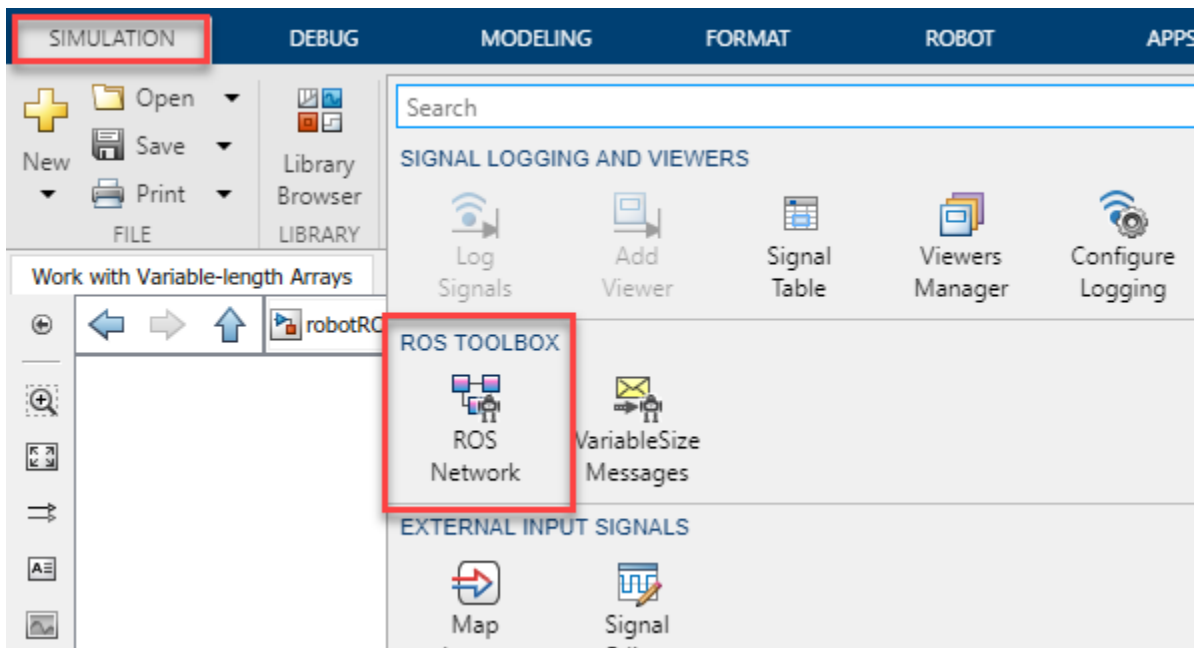 SIMULATION DEBUG MODELING FORMAT ROBOT APPS
Open
Save
Print
New
FILE
Library
Browser
LIBRARY
Search
SIGNAL LOGGING AND VIEWERS
Log
Signals
Add
Viewer
Signal
Table
Viewers
Manager
Configure
Logging
Work with Variable-length Arrays
robotRO
ROS TOOLBOX
ROS
Network
VariableSize
Messages
EXTERNAL INPUT SIGNALS
Map
Signal